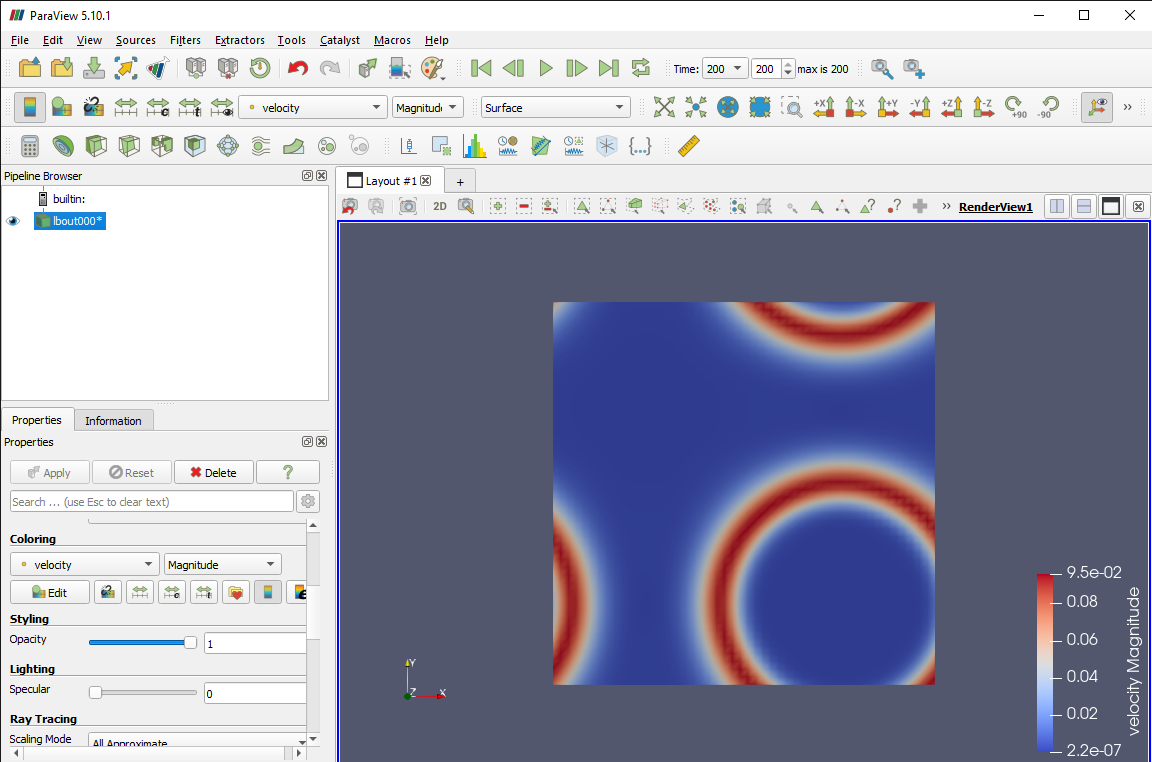 ParaView 5.10.1
File Edit View Sources Filters Extractors Tools Catalyst Macros Help
Time: 200 200 max is 200
velocity Magnitude Surface +X -X +Y -Y +Z -Z +90 -90 »
Pipeline Browser
Layout #1 +
builtin:
2D » RenderView1
lbout000*
Properties Information
Properties
Apply Reset Delete ?
Search ... (use Esc to clear text)
Coloring
velocity Magnitude
Edit
Styling
Opacity 1
Lighting
Specular 0
Ray Tracing
Scaling Mode All Approximate
Y
Z X
9.5e-02
0.08
0.06
0.04
0.02
2.2e-07
velocity Magnitude